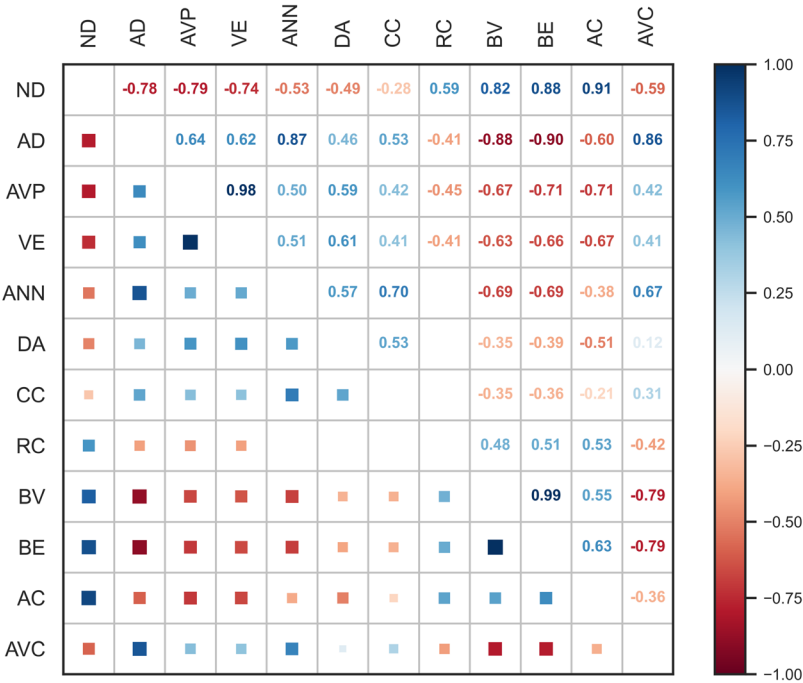 ND AD AVP VE ANN DA CC RC BV BE AC AVC
ND -0.78 -0.79 -0.74 -0.53 -0.49 -0.28 0.59 0.82 0.88 0.91 -0.59
AD 0.64 0.62 0.87 0.46 0.53 -0.41 -0.88 -0.90 -0.60 0.86
AVP 0.98 0.50 0.59 0.42 -0.45 -0.67 -0.71 -0.71 0.42
VE 0.51 0.61 0.41 -0.41 -0.63 -0.66 -0.67 0.41
ANN 0.57 0.70 -0.69 -0.69 -0.38 0.67
DA 0.53 -0.35 -0.39 -0.51 0.12
CC -0.35 -0.36 -0.21 0.31
RC 0.48 0.51 0.53 -0.42
BV 0.99 0.55 -0.79
BE 0.63 -0.79
AC -0.36
AVC
1.00
0.75
0.50
0.25
0.00
−0.25
−0.50
−0.75
−1.00